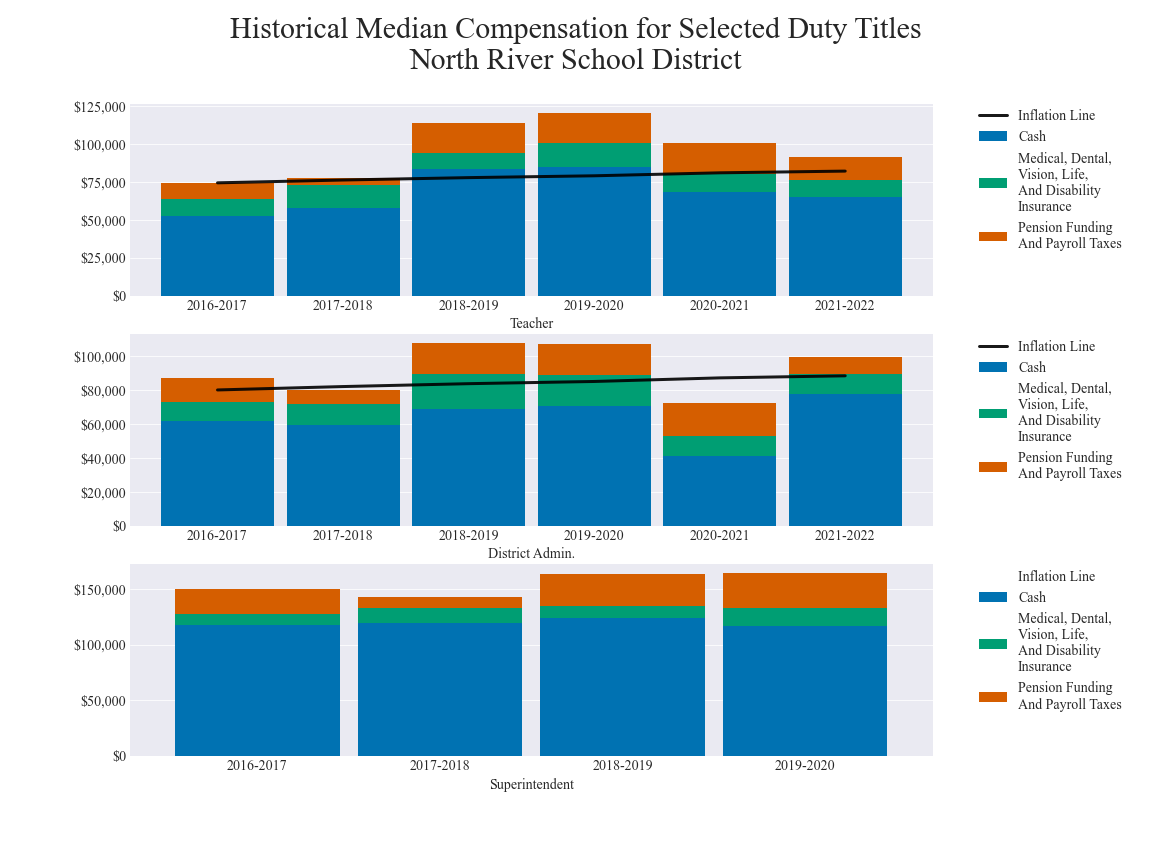 Historical Median Compensation for Selected Duty Titles
North River School District
$125,000
$100,000
$75,000
$50,000
$25,000
$0
2016-2017
2017-2018
2018-2019
2019-2020
2020-2021
2021-2022
Teacher
Inflation Line
Cash
Medical, Dental,
Vision, Life,
And Disability
Insurance
Pension Funding
And Payroll Taxes
$100,000
$80,000
$60,000
$40,000
$20,000
$0
2016-2017
2017-2018
2018-2019
2019-2020
2020-2021
2021-2022
District Admin.
Inflation Line
Cash
Medical, Dental,
Vision, Life,
And Disability
Insurance
Pension Funding
And Payroll Taxes
$150,000
$100,000
$50,000
$0
2016-2017
2017-2018
2018-2019
2019-2020
Superintendent
Inflation Line
Cash
Medical, Dental,
Vision, Life,
And Disability
Insurance
Pension Funding
And Payroll Taxes